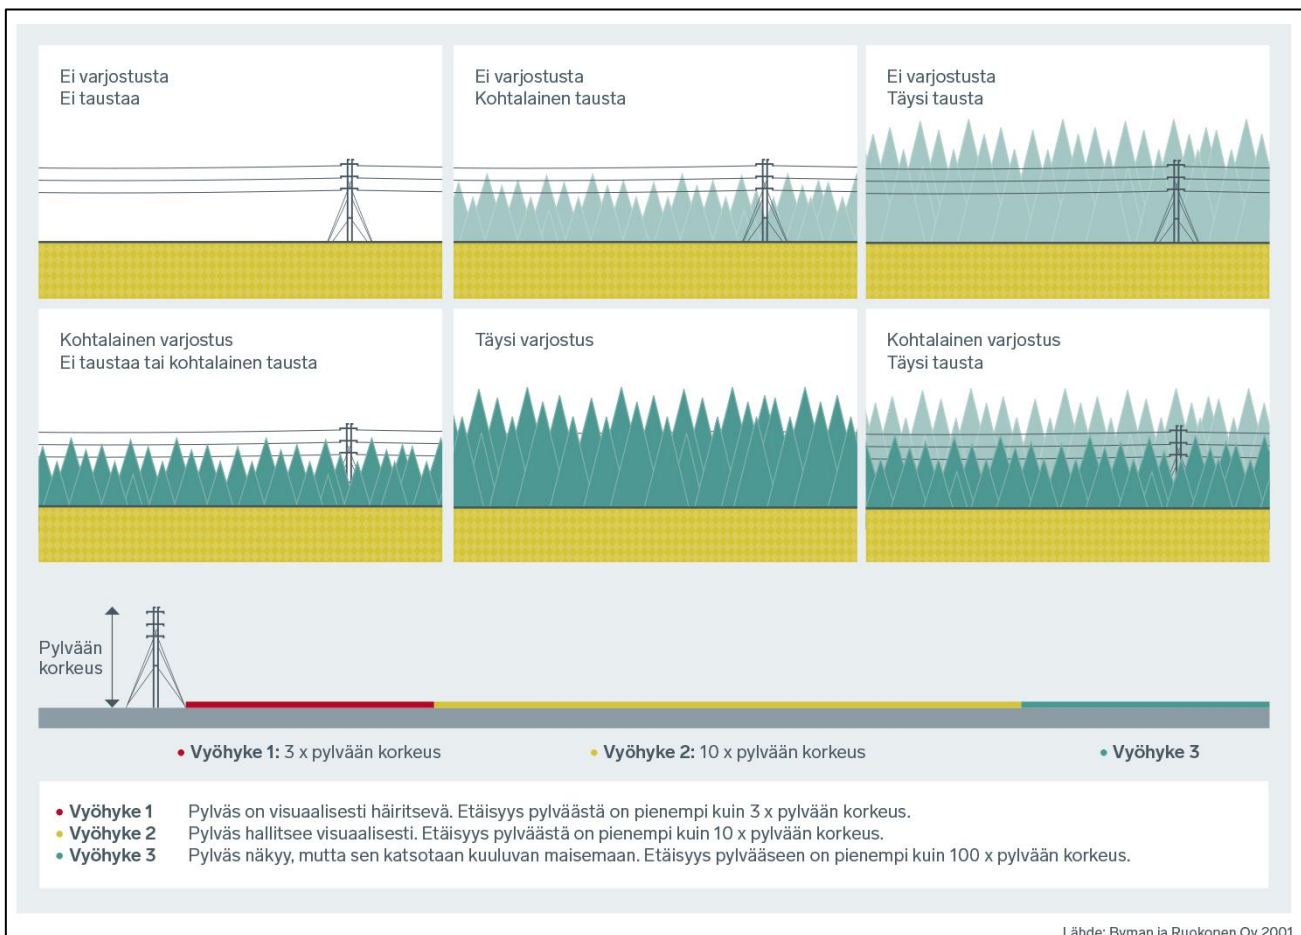 Ei varjostusta
Ei taustaa
Ei varjostusta
Kohtalainen tausta
Ei varjostusta
Täysi tausta
Kohtalainen varjostus
Ei taustaa tai kohtalainen tausta
Täysi varjostus
Kohtalainen varjostus
Täysi tausta
Pylvään
korkeus
• Vyöhyke 1: 3 x pylvään korkeus
• Vyöhyke 2: 10 x pylvään korkeus
• Vyöhyke 3
• Vyöhyke 1 Pylväs on visuaalisesti häiritsevä. Etäisyys pylväästä on pienempi kuin 3 x pylvään korkeus.
• Vyöhyke 2 Pylväs hallitsee visuaalisesti. Etäisyys pylväästä on pienempi kuin 10 x pylvään korkeus.
• Vyöhyke 3 Pylväs näkyy, mutta sen katsotaan kuuluvan maisemaan. Etäisyys pylvääseen on pienempi kuin 100 x pylvään korkeus.
Lähde: Byman ja Ruokonen Oy 2001